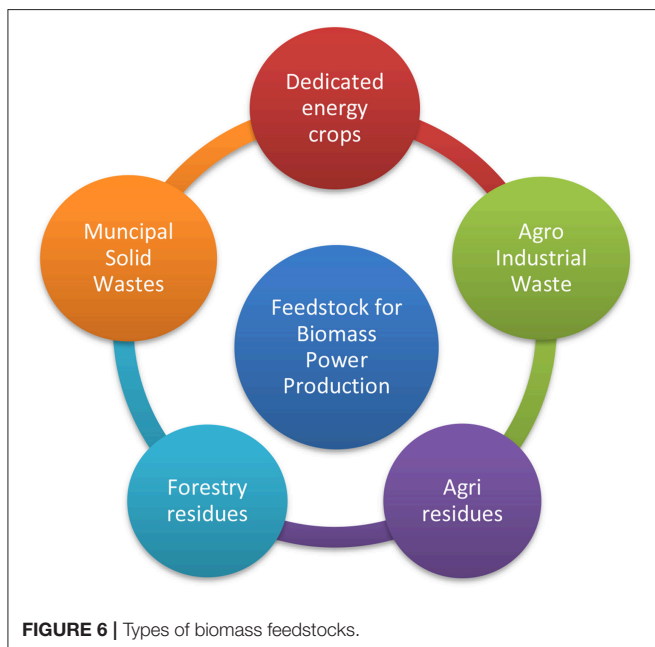 Dedicated
energy
crops
Agro
Industrial
Waste
Agri
residues
Forestry
residues
Muncipal
Solid
Wastes
Feedstock for
Biomass
Power
Production
FIGURE 6 | Types of biomass feedstocks.